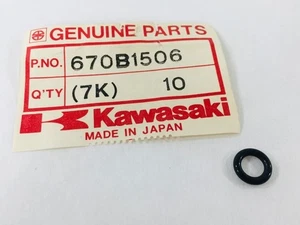 GENUINE PARTS
P.NO. 670B1506
Q'TY (7K) 10
Kawasaki
MADE IN JAPAN